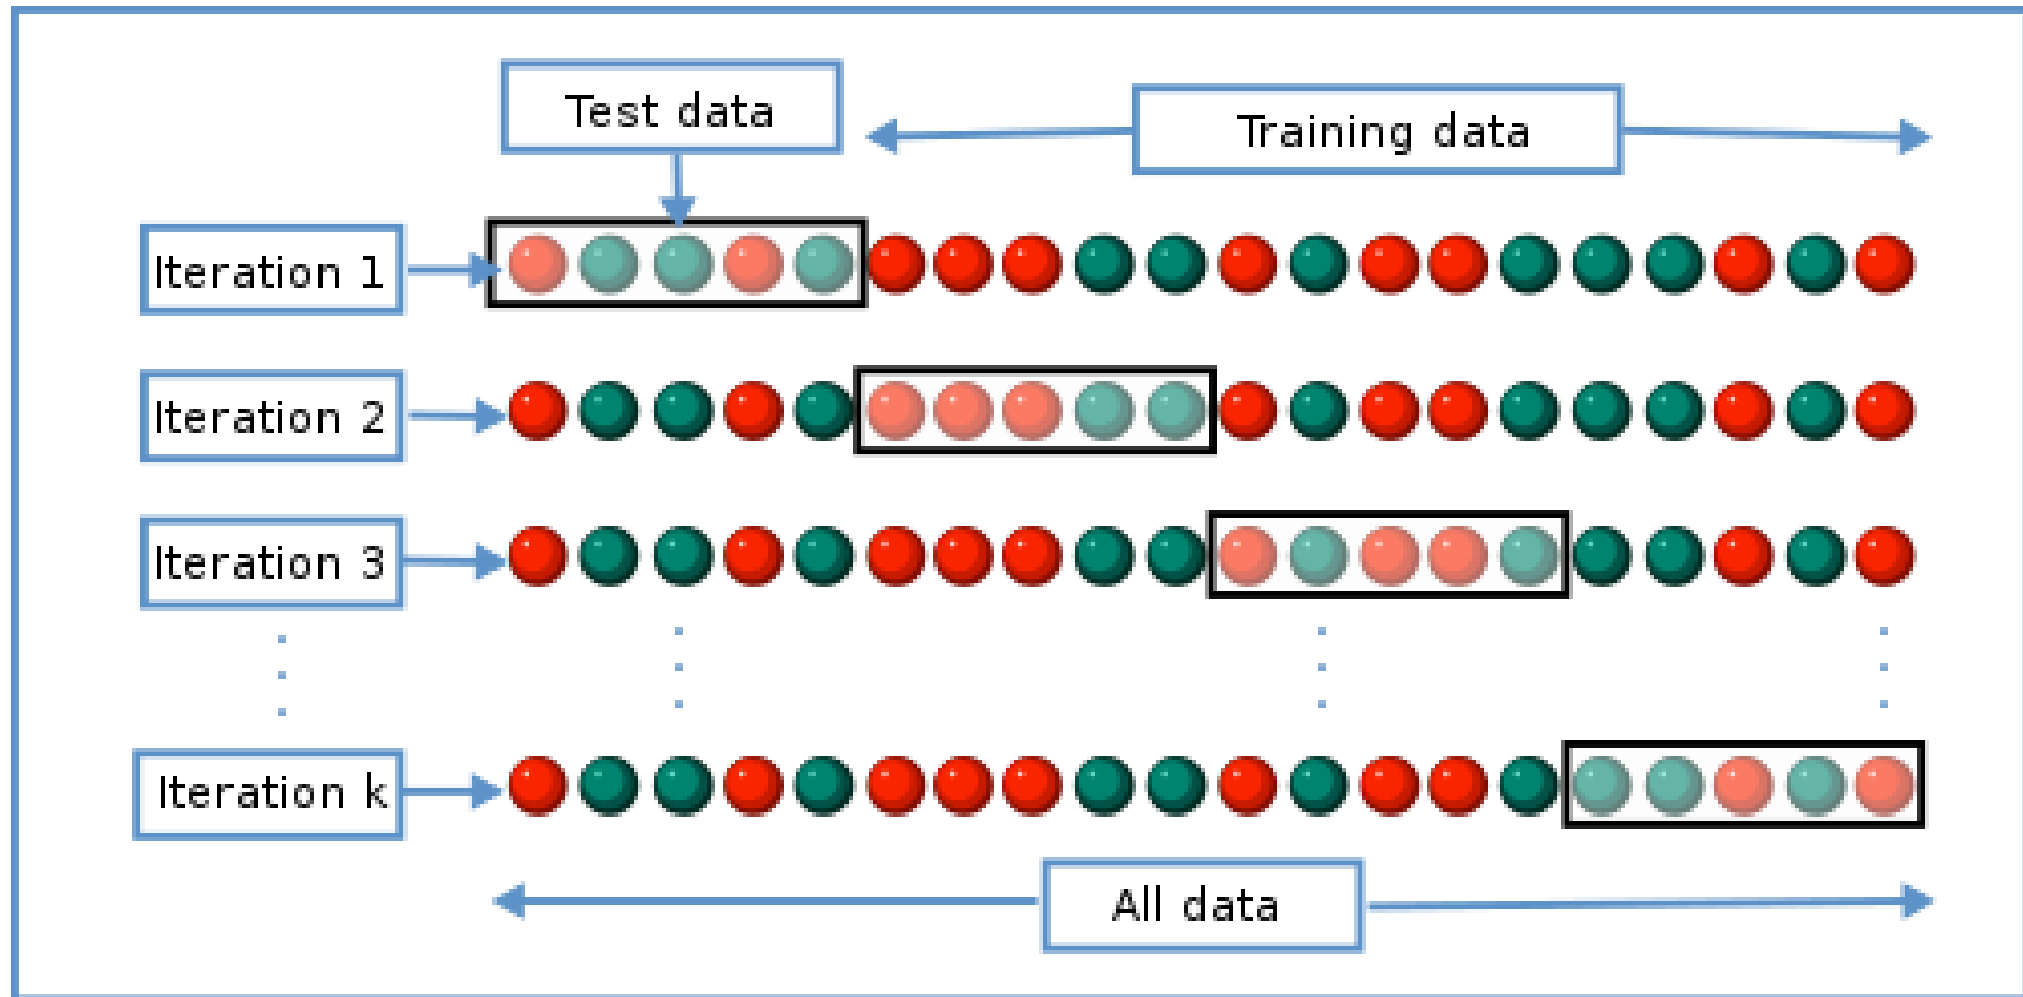 Test data
Training data
Iteration 1
Iteration 2
Iteration 3
Iteration k
All data